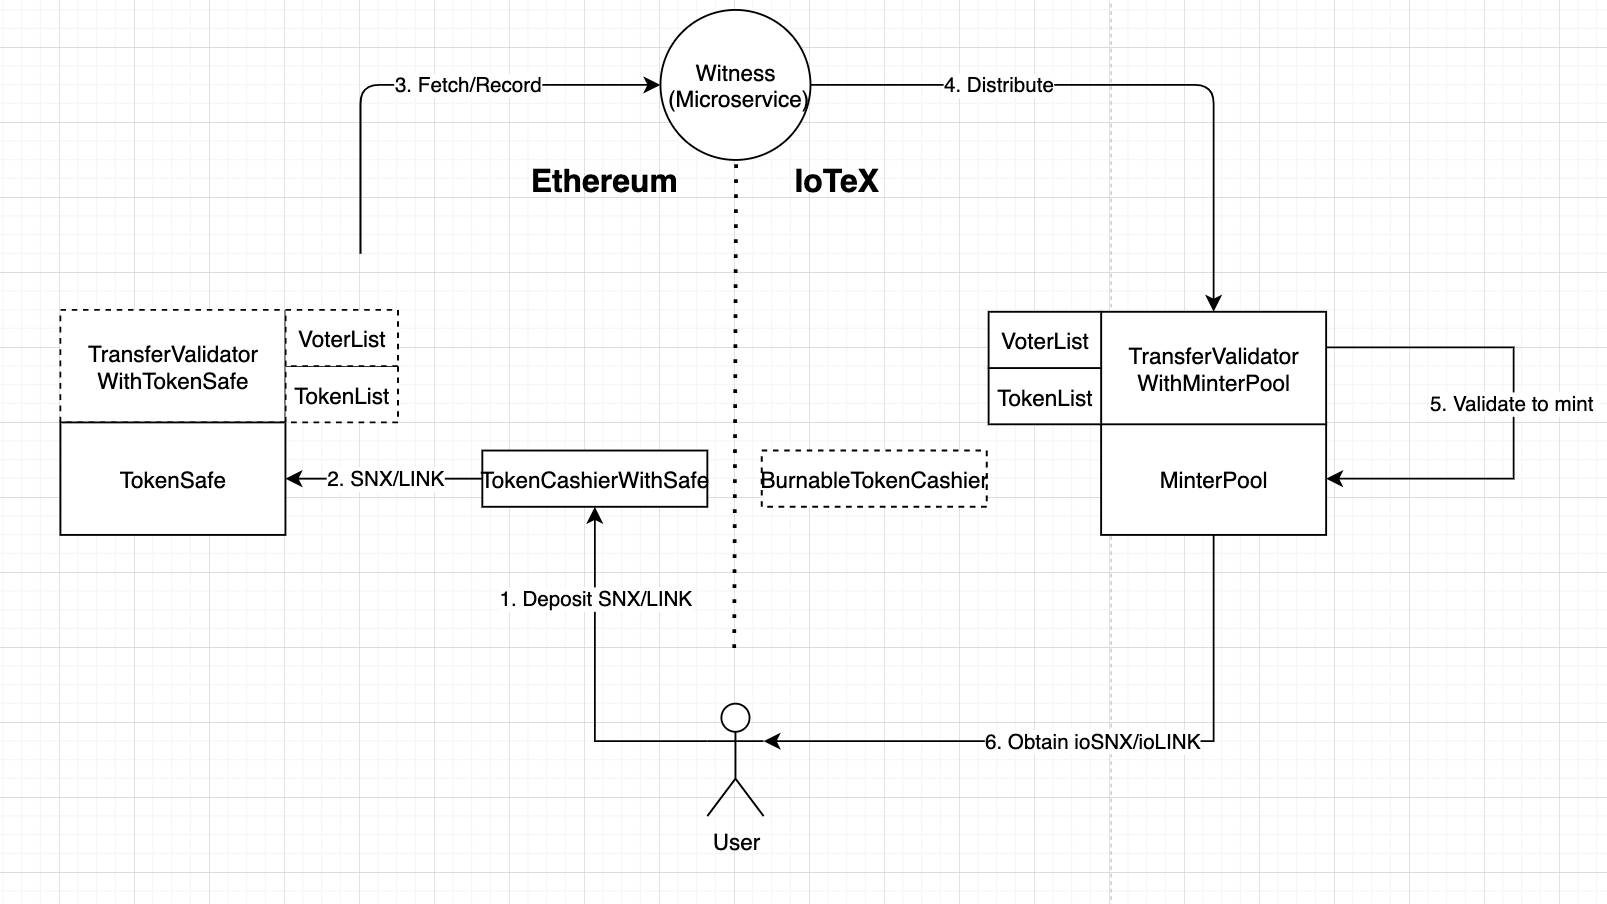 Witness
(Microservice)
3. Fetch/Record
4. Distribute
Ethereum
IoTeX
TransferValidator
WithTokenSafe
VoterList
TokenList
TokenSafe
2. SNX/LINK
TokenCashierWithSafe
BurnableTokenCashier
VoterList
TokenList
TransferValidator
WithMinterPool
MinterPool
5. Validate to mint
1. Deposit SNX/LINK
6. Obtain ioSNX/ioLINK
User